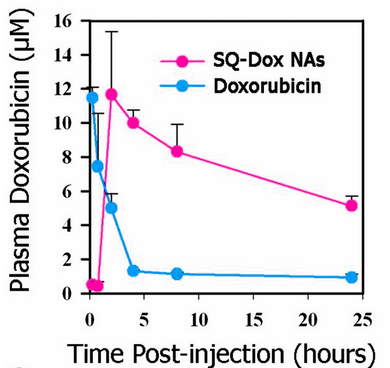 Plasma Doxorubicin (µM)
16
14
12
10
8
6
4
2
0
SQ-Dox NAs
Doxorubicin
0 5 10 15 20 25
Time Post-injection (hours)